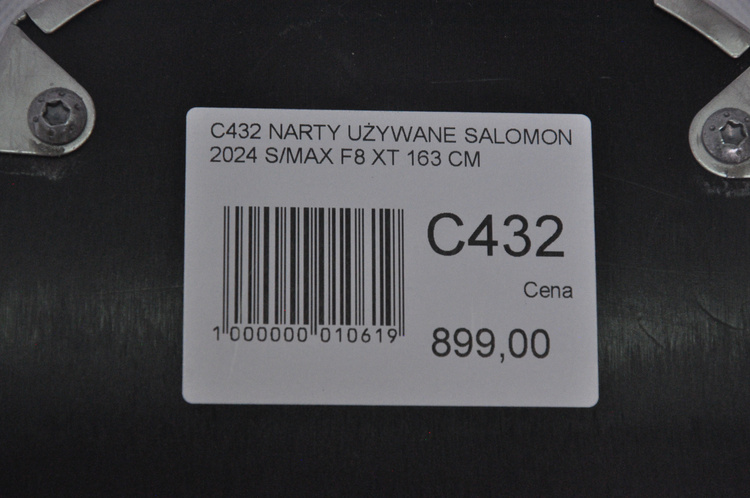 C432 NARTY UŻYWANE SALOMON
2024 S/MAX F8 XT 163 CM
C432
Cena
899,00
1 000000 010619